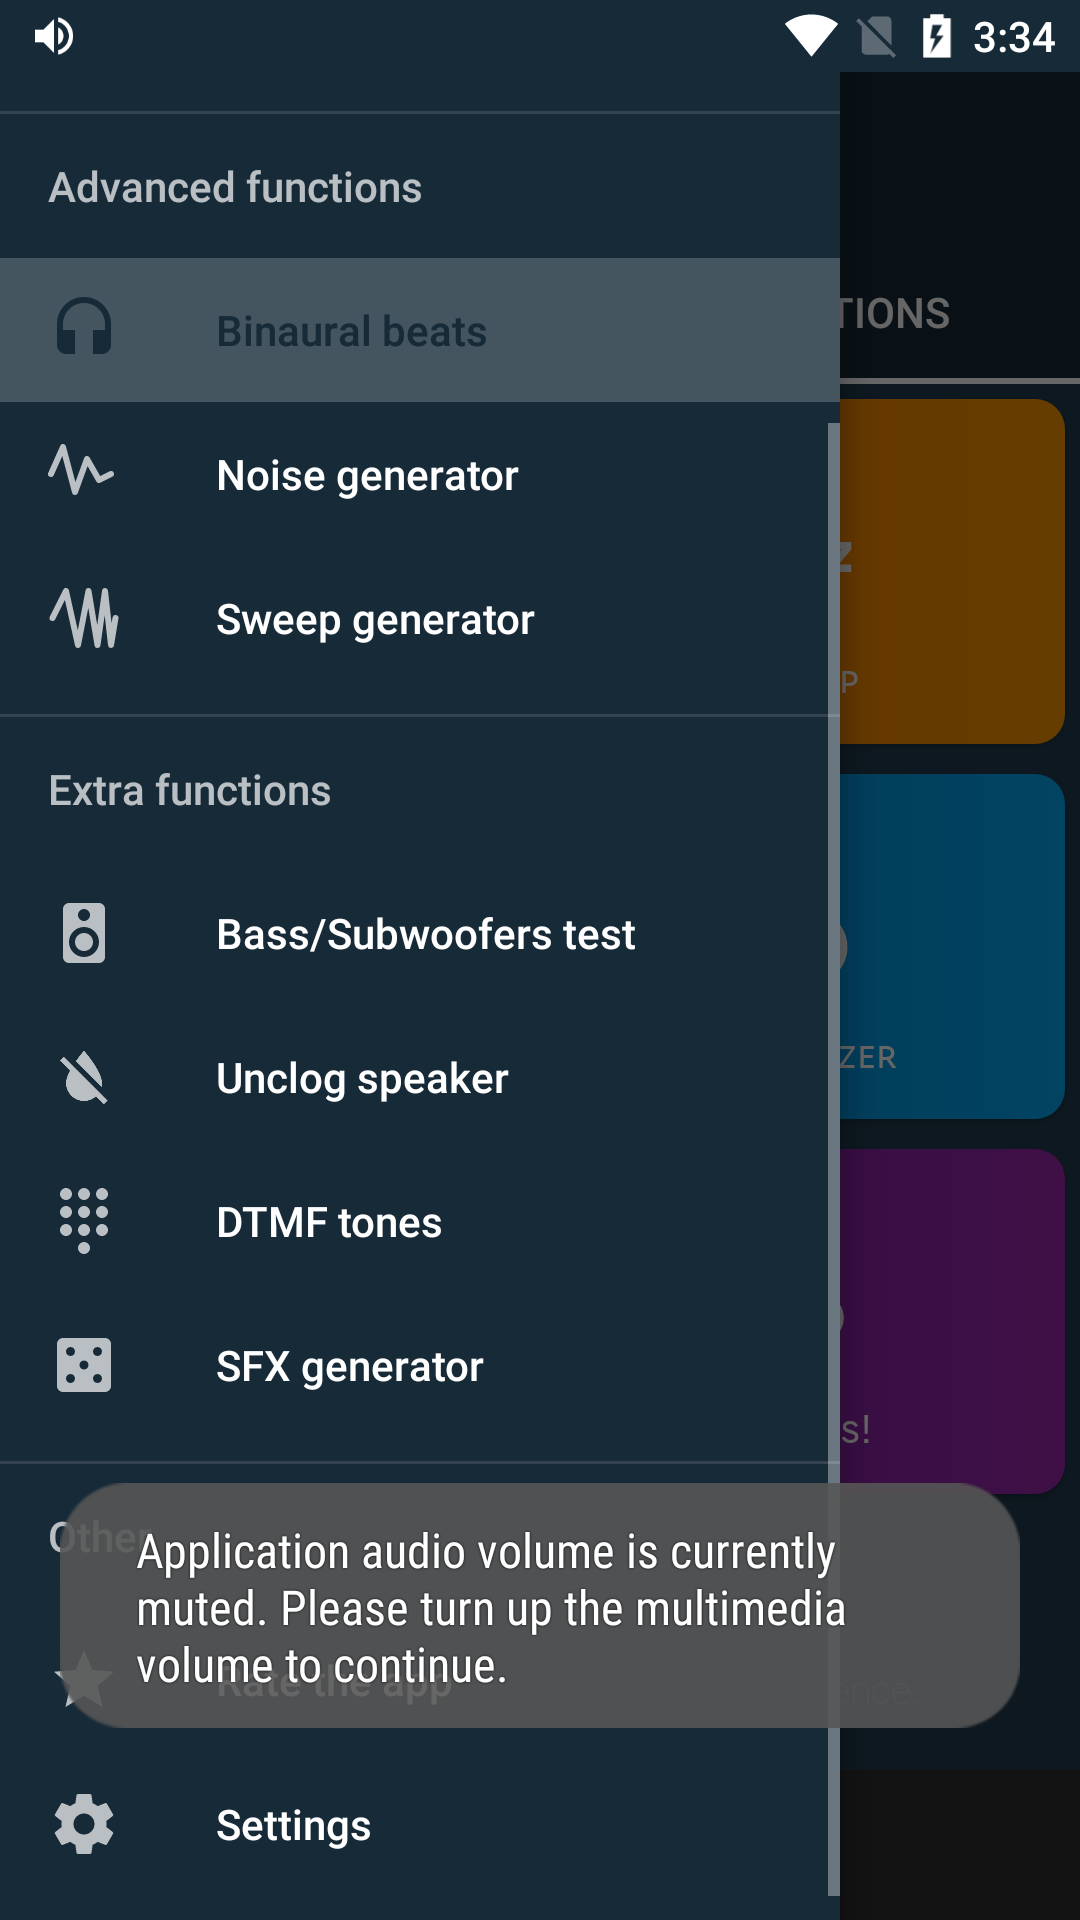 3:34
Advanced functions
TIONS
Binaural beats
Noise generator
z
Sweep generator
P
Extra functions
Bass/Subwoofers test
Unclog speaker
ZER
DTMF tones
SFX generator
s!
Other
Application audio volume is currently
muted. Please turn up the multimedia
volume to continue.
Rate the app
ence.
Settings